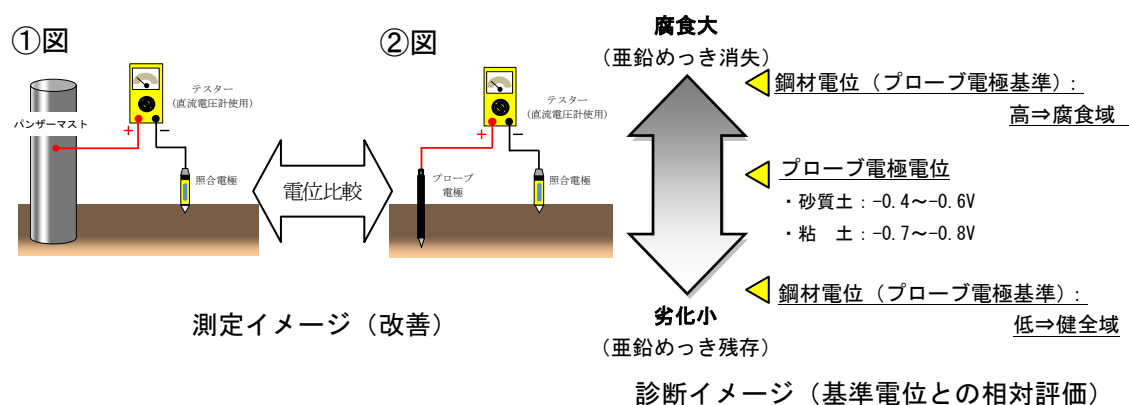 ①図
パンザーマスト
テスター
(直流電圧計使用)
+
−
照合電極
電位比較
②図
テスター
(直流電圧計使用)
+
−
プローブ
電極
照合電極
測定イメージ(改善)
腐食大
(亜鉛めっき消失)
鋼材電位(プローブ電極基準):
高⇒腐食域
プローブ電極電位
・砂質土:-0.4～-0.6V
・粘 土:-0.7～-0.8V
鋼材電位(プローブ電極基準):
低⇒健全域
劣化小
(亜鉛めっき残存)
診断イメージ(基準電位との相対評価)